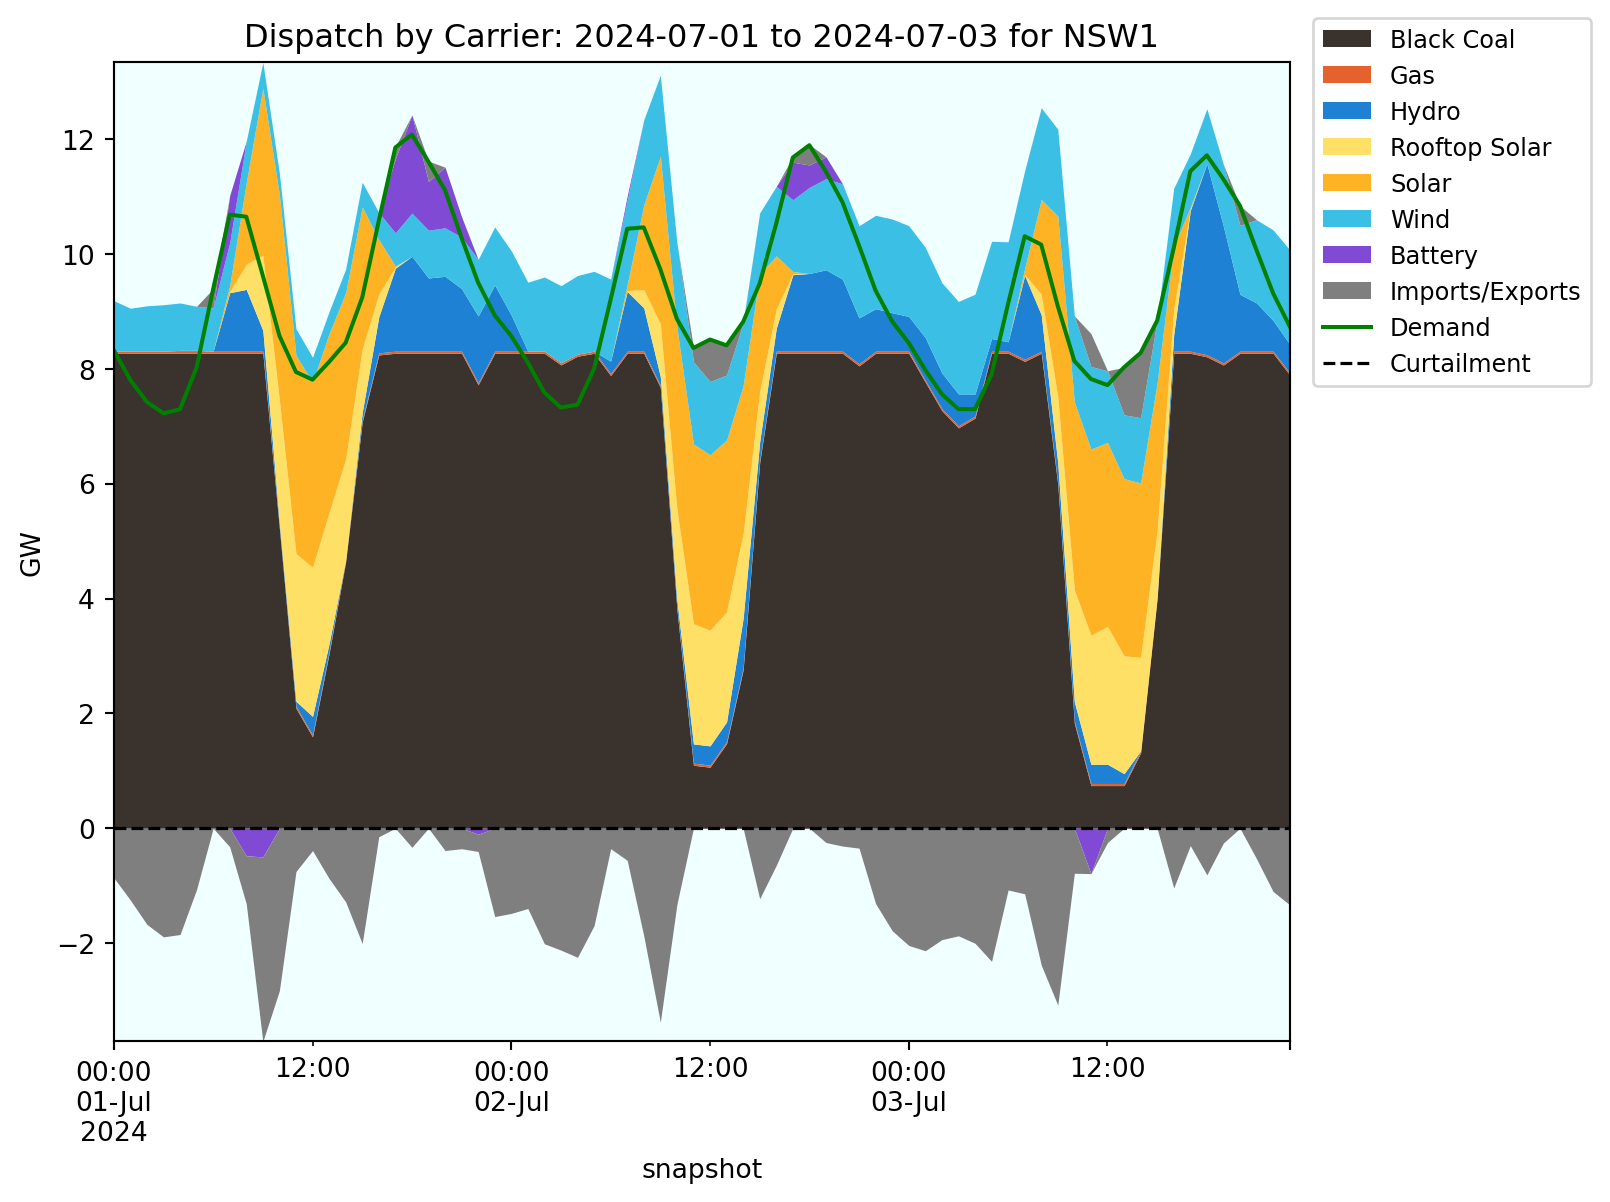 Dispatch by Carrier: 2024-07-01 to 2024-07-03 for NSW1
Black Coal
Gas
Hydro
Rooftop Solar
Solar
Wind
Battery
Imports/Exports
Demand
Curtailment
GW
12
10
8
6
4
2
0
−2
00:00 12:00 00:00 12:00 00:00 12:00
01-Jul 02-Jul 03-Jul
2024
snapshot